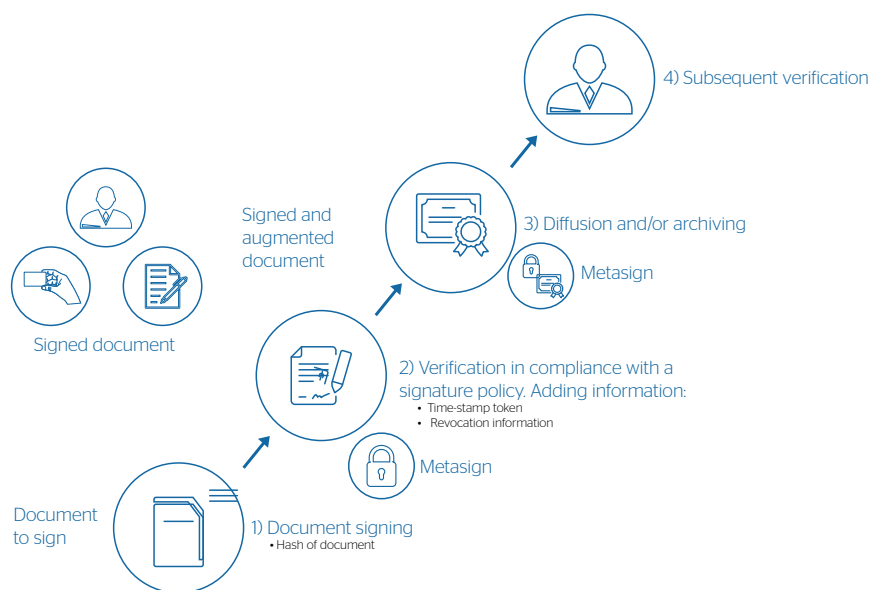 4) Subsequent verification
Signed and
augmented
document
3) Diffusion and/or archiving
Metasign
Signed document
2) Verification in compliance with a
signature policy. Adding information:
• Time-stamp token
• Revocation information
Metasign
Document
to sign
1) Document signing
• Hash of document